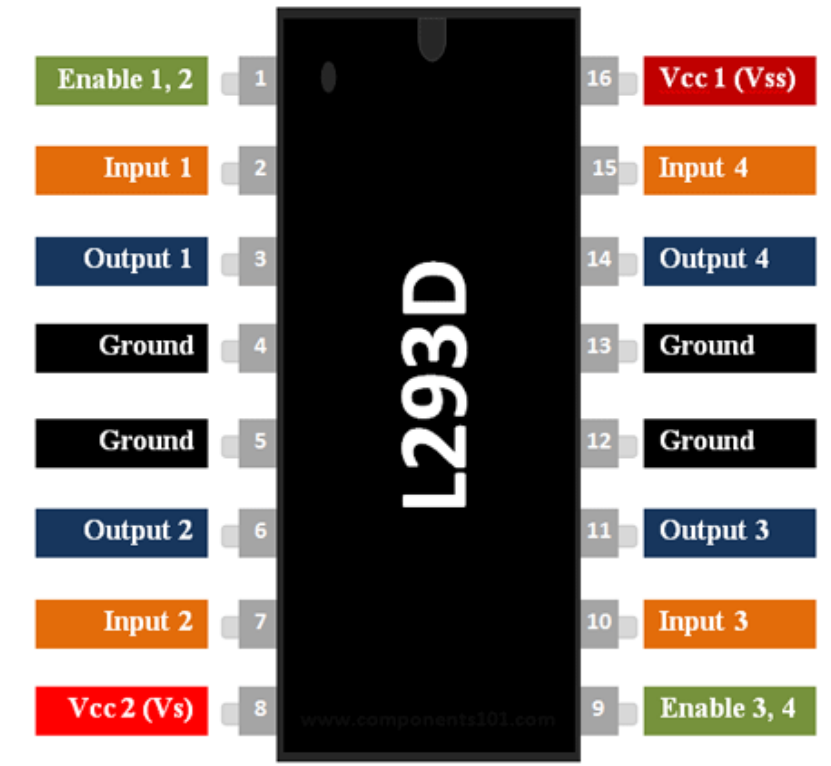 Enable 1, 2
1
16
Vcc 1 (Vss)
Input 1
2
15
Input 4
Output 1
3
14
Output 4
Ground
4
13
Ground
L293D
Ground
5
12
Ground
Output 2
6
11
Output 3
Input 2
7
10
Input 3
Vcc 2 (Vs)
8
www.components101.com
9
Enable 3, 4